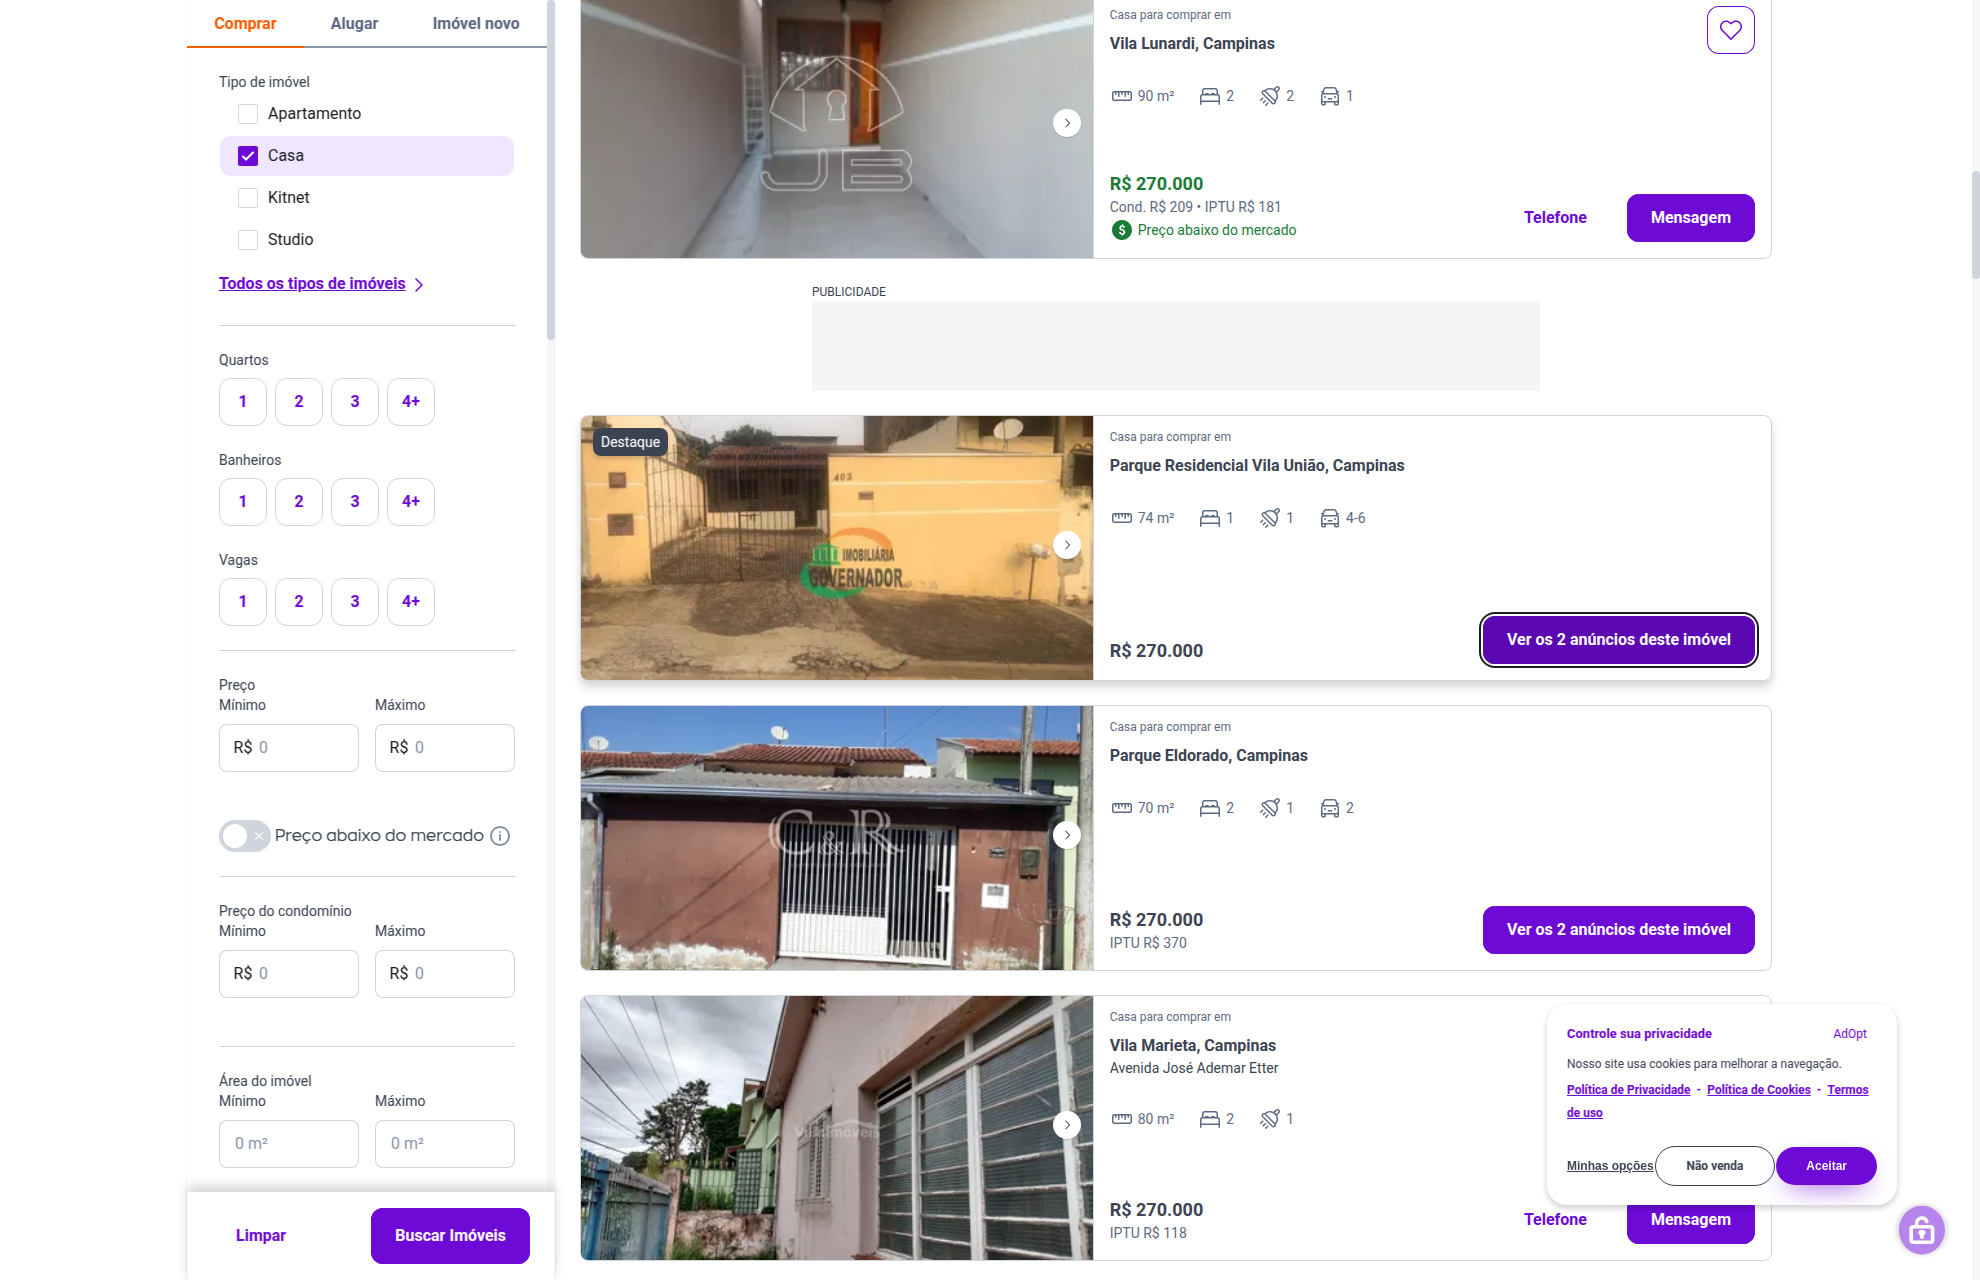 Comprar
Alugar
Imóvel novo
Tipo de imóvel
Apartamento
Casa
Kitnet
Studio
Todos os tipos de imóveis
Quartos
1
2
3
4+
Banheiros
1
2
3
4+
Vagas
1
2
3
4+
Preço
Mínimo
Máximo
R$ 0
R$ 0
Preço abaixo do mercado
Preço do condomínio
Mínimo
Máximo
R$ 0
R$ 0
Área do imóvel
Mínimo
Máximo
0 m²
0 m²
Limpar
Buscar Imóveis
JB
Casa para comprar em
Vila Lunardi, Campinas
90 m²
2
2
1
R$ 270.000
Cond. R$ 209 • IPTU R$ 181
Preço abaixo do mercado
Telefone
Mensagem
PUBLICIDADE
Destaque
403
IMOBILIÁRIA
GOVERNADOR
Casa para comprar em
Parque Residencial Vila União, Campinas
74 m²
1
1
4-6
R$ 270.000
Ver os 2 anúncios deste imóvel
C&R
Casa para comprar em
Parque Eldorado, Campinas
70 m²
2
1
2
R$ 270.000
IPTU R$ 370
Ver os 2 anúncios deste imóvel
Casa para comprar em
Vila Marieta, Campinas
Avenida José Ademar Etter
80 m²
2
1
R$ 270.000
IPTU R$ 118
Telefone
Mensagem
Controle sua privacidade
AdOpt
Nosso site usa cookies para melhorar a navegação.
Política de Privacidade - Política de Cookies - Termos
de uso
Minhas opções
Não venda
Aceitar